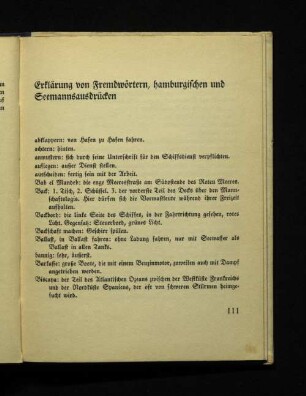 Erklärung von Fremdwörtern, hamburgischen und
Seemannsausdrücken
abklappern: von Hafen zu Hafen fahren.
achtern: hinten.
anmustern: sich durch seine Unterschrift für den Schiffsdienst verpflichten.
auflegen: außer Dienst stellen.
ausscheiden: fertig sein mit der Arbeit.
Bab el Mandeb: die enge Meeresstraße am Südostende des Roten Meeres.
Back: 1. Tisch, 2. Schüssel, 3. der vorderste Teil des Decks über den Mann-
schaftslogis. Hier dürfen sich die Mannschaften während ihrer Freizeit
aufhalten.
Backbord: die linke Seite des Schiffes, in der Fahrtrichtung gesehen, rotes
Licht. Gegensatz: Steuerbord, grünes Licht.
Backschaft machen: Geschirr spülen.
Ballast, in Ballast fahren: ohne Ladung fahren, nur mit Seewasser als
Ballast in allen Tanks.
bannig: sehr, äußerst.
Barkasse: große Boote, die mit einem Benzinmotor, zuweilen auch mit Dampf
angetrieben werden.
Biscaya: der Teil des Atlantischen Ozeans zwischen der Westküste Frankreichs
und der Nordküste Spaniens, der oft von schweren Stürmen heimge-
sucht wird.
111